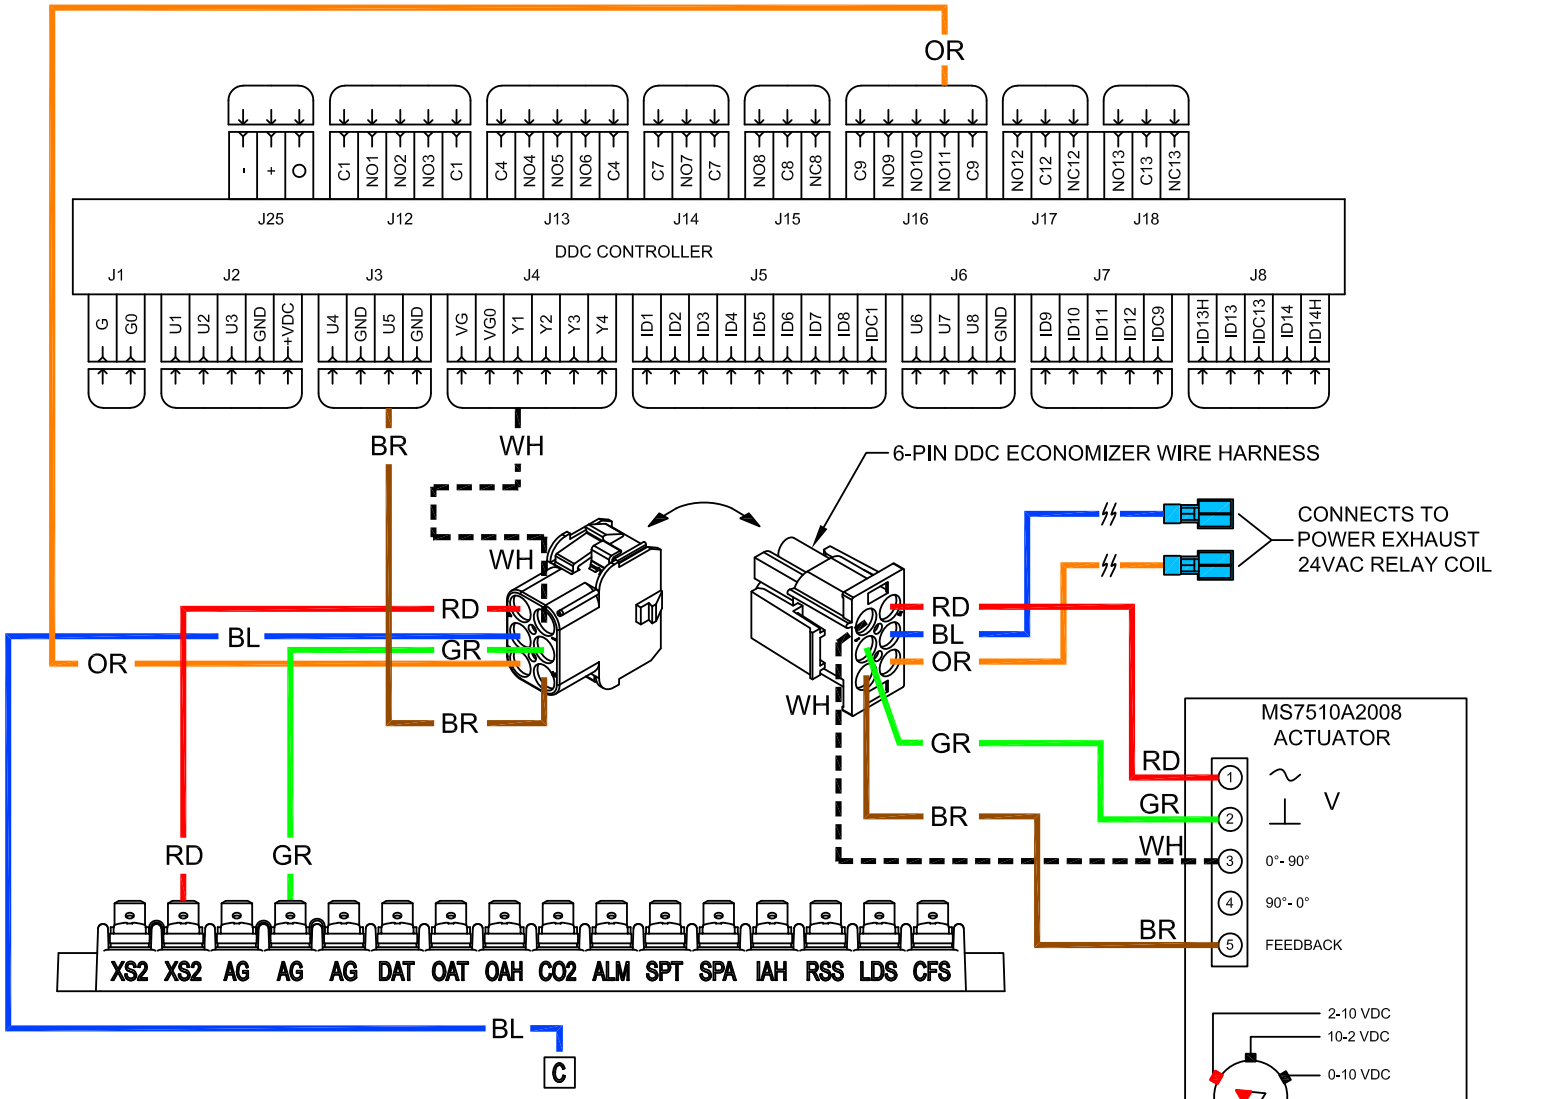 OR
- + O C1 NO1 NO2 NO3 C1 C4 NO4 NO5 NO6 C4 C7 NO7 C7 NO8 C8 NC8 C9 NO9 NO10 NO11 C9 NO12 C12 NC12 NO13 C13 NC13
J25 J12 J13 J14 J15 J16 J17 J18
DDC CONTROLLER
J1 J2 J3 J4 J5 J6 J7 J8
G G0 U1 U2 U3 GND +VDC U4 GND U5 GND VG VG0 Y1 Y2 Y3 Y4 ID1 ID2 ID3 ID4 ID5 ID6 ID7 ID8 IDC1 U6 U7 U8 GND ID9 ID10 ID11 ID12 IDC9 ID13H ID13 IDC13 ID14 ID14H
BR WH
6-PIN DDC ECONOMIZER WIRE HARNESS
CONNECTS TO
POWER EXHAUST
24VAC RELAY COIL
WH
RD RD
BL BL
GR
OR OR
WH
BR
GR
BR
MS7510A2008
ACTUATOR
RD 1
GR 2 V
WH 3 0°- 90°
4 90°- 0°
BR 5 FEEDBACK
RD GR
XS2 XS2 AG AG AG DAT OAT OAH CO2 ALM SPT SPA IAH RSS LDS CFS
BL
C
2-10 VDC
10-2 VDC
0-10 VDC